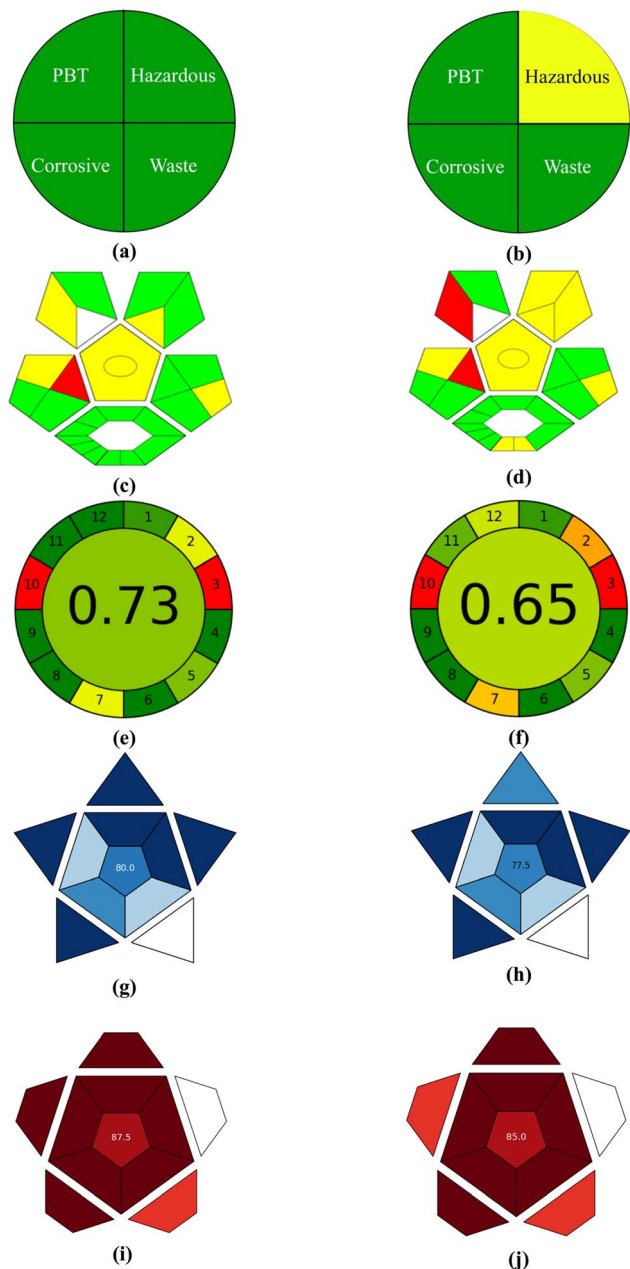 PBT Hazardous
Corrosive Waste
(a)
PBT Hazardous
Corrosive Waste
(b)
(c)
(d)
0.73
1
2
3
4
5
6
7
8
9
10
11
12
(e)
0.65
1
2
3
4
5
6
7
8
9
10
11
12
(f)
80.0
(g)
77.5
(h)
87.5
(i)
85.0
(j)